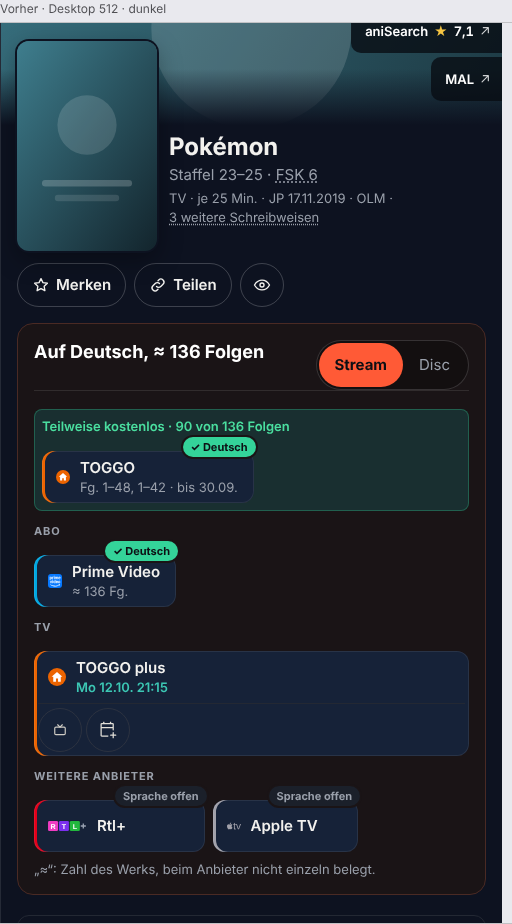 Vorher · Desktop 512 · dunkel
aniSearch ★ 7,1 ↗
MAL ↗
Pokémon
Staffel 23–25 · FSK 6
TV · je 25 Min. · JP 17.11.2019 · OLM ·
3 weitere Schreibweisen
Merken
Teilen
Auf Deutsch, ≈ 136 Folgen
Stream
Disc
Teilweise kostenlos · 90 von 136 Folgen
✓ Deutsch
TOGGO
Fg. 1–48, 1–42 · bis 30.09.
ABO
✓ Deutsch
prime video
Prime Video
≈ 136 Fg.
TV
TOGGO plus
Mo 12.10. 21:15
WEITERE ANBIETER
Sprache offen
Sprache offen
RTL+
Rtl+
tv
Apple TV
„≈“: Zahl des Werks, beim Anbieter nicht einzeln belegt.